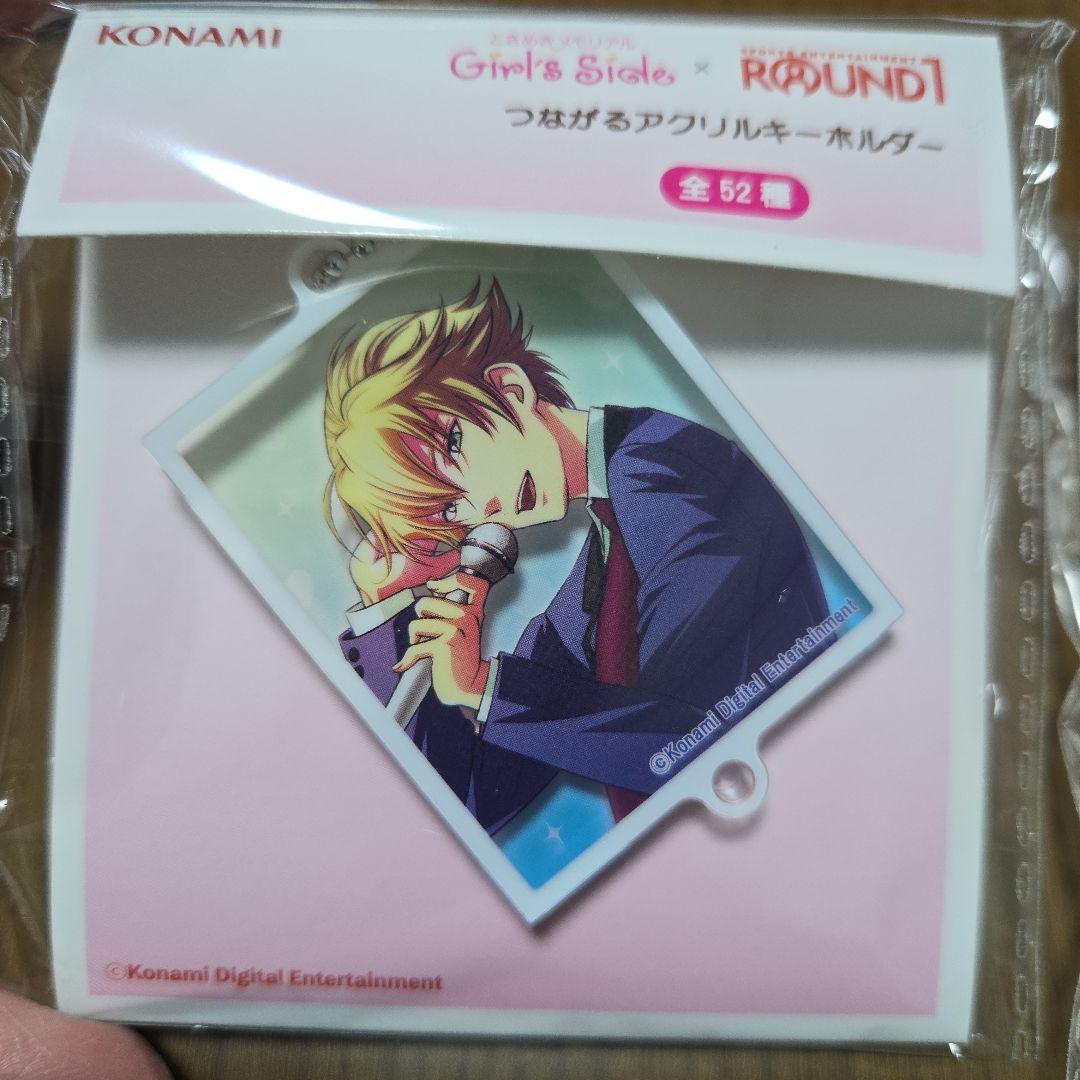 KONAMI
ときめきメモリアル
Girl's Side × SPORTS ENTERTAINMENT
ROUND1
つながるアクリルキーホルダー
全52種
©Konami Digital Entertainment
©Konami Digital Entertainment